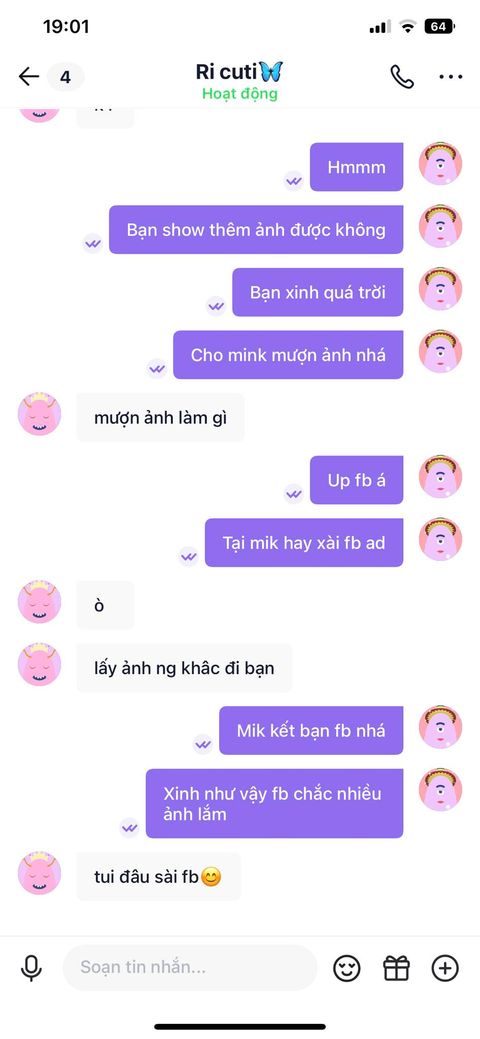 19:01
64
4
Ri cuti🦋
Hoạt động
Hmmm
Bạn show thêm ảnh được không
Bạn xinh quá trời
Cho mink mượn ảnh nhá
mượn ảnh làm gì
Up fb á
Tại mik hay xài fb ad
ò
lấy ảnh ng khâc đi bạn
Mik kết bạn fb nhá
Xinh như vậy fb chắc nhiều
ảnh lắm
tui đâu sài fb😊
Soạn tin nhắn...